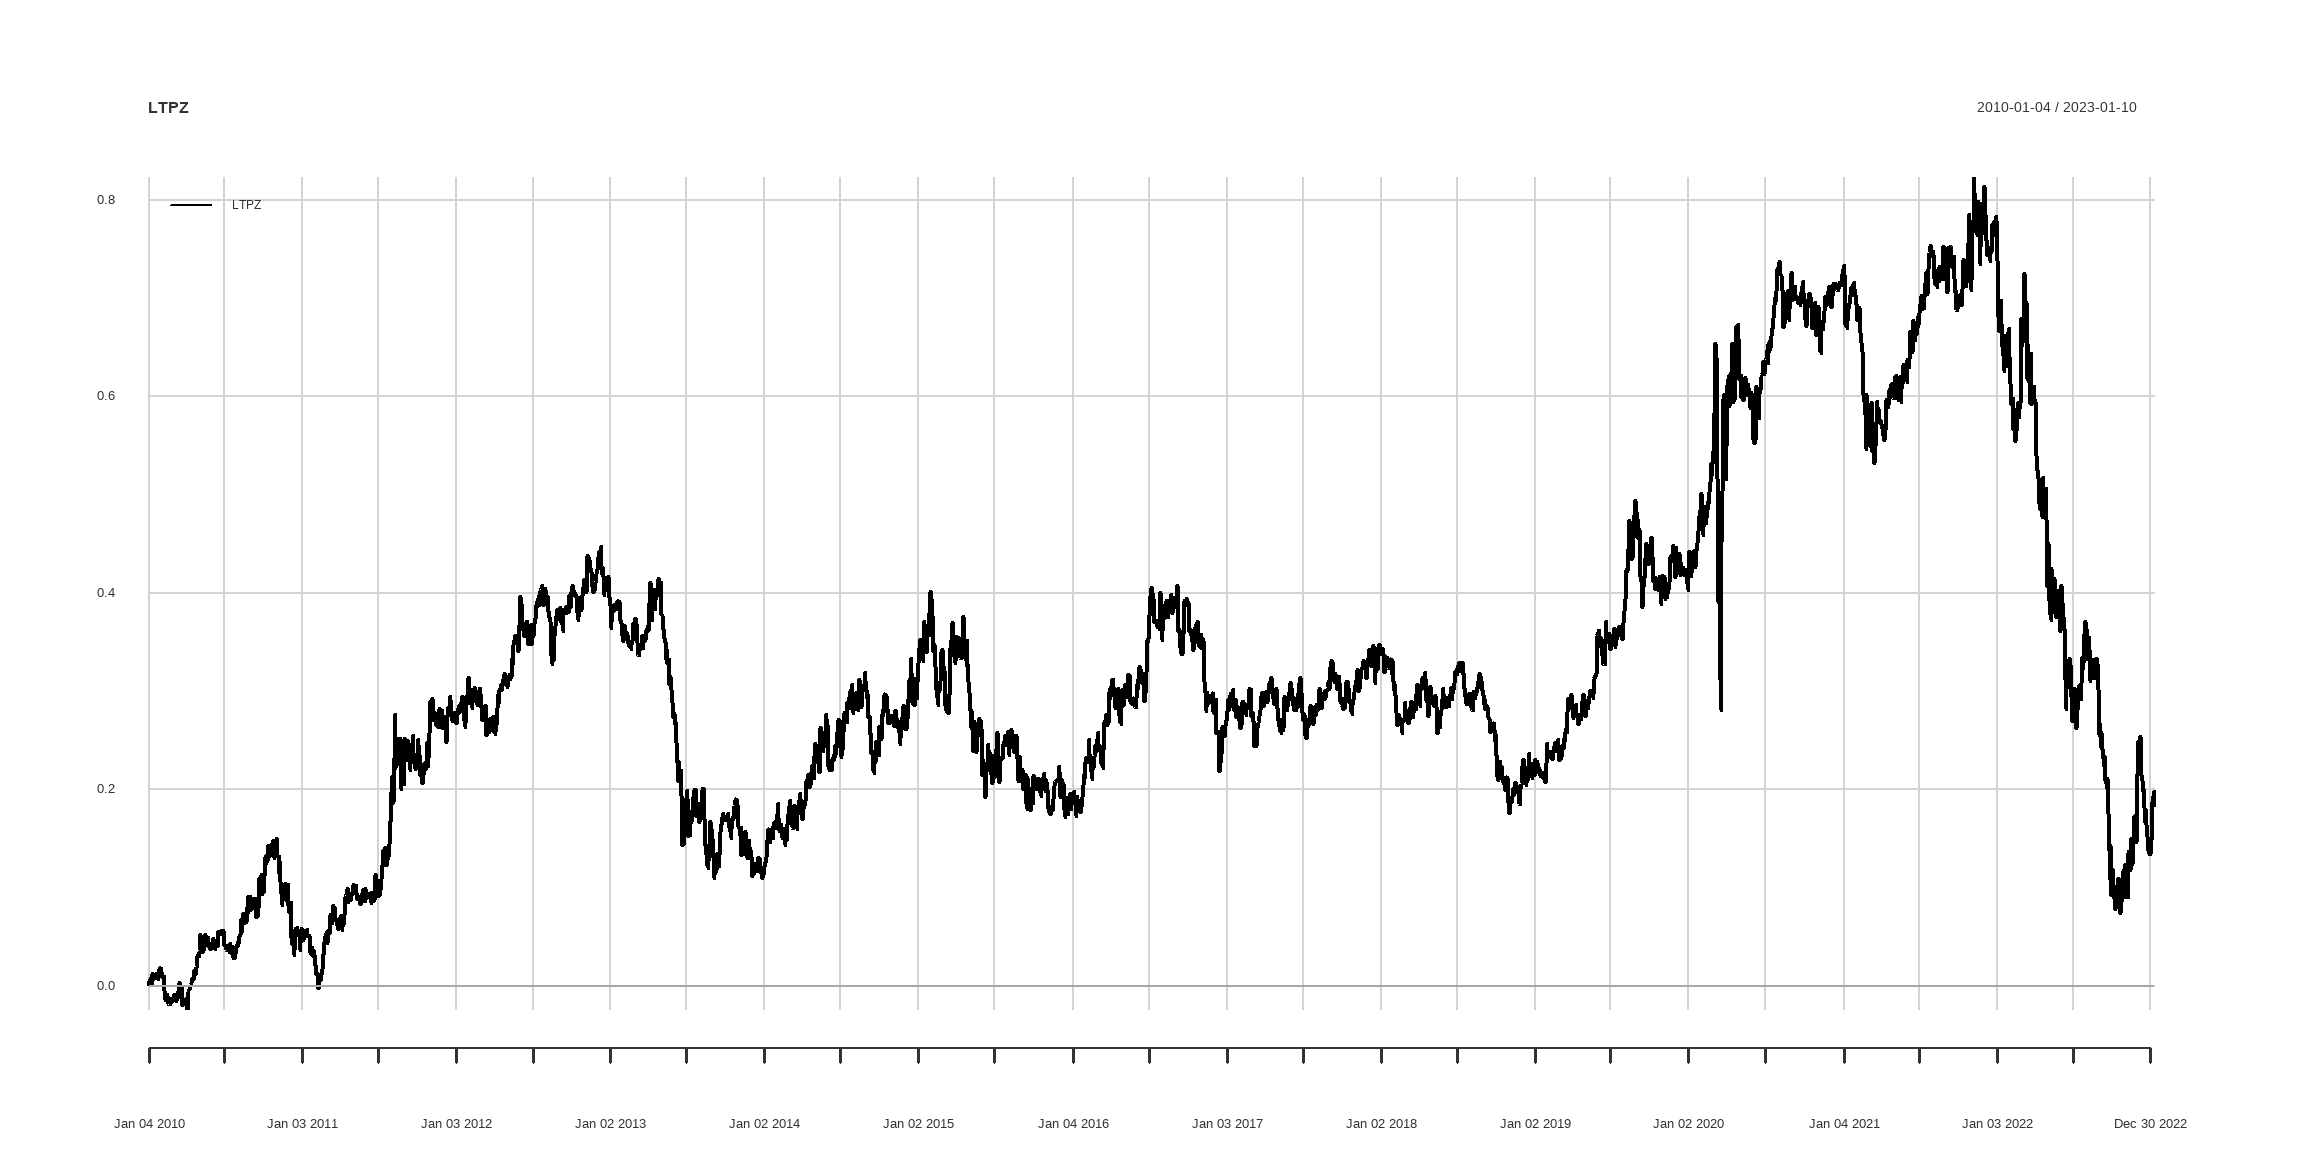 LTPZ
2010-01-04 / 2023-01-10
LTPZ
0.8
0.6
0.4
0.2
0.0
Jan 04 2010
Jan 03 2011
Jan 03 2012
Jan 02 2013
Jan 02 2014
Jan 02 2015
Jan 04 2016
Jan 03 2017
Jan 02 2018
Jan 02 2019
Jan 02 2020
Jan 04 2021
Jan 03 2022
Dec 30 2022